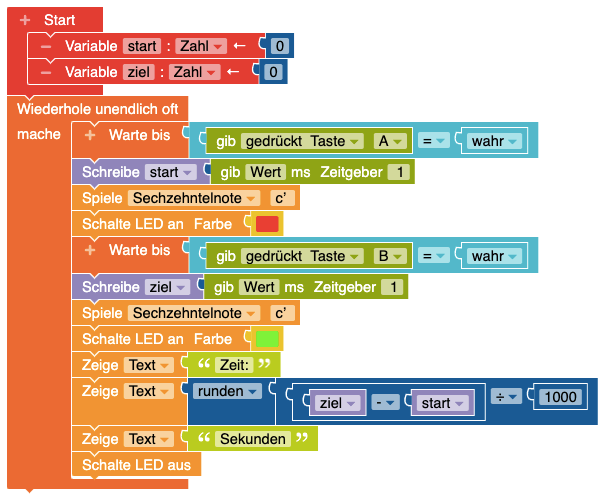 + Start
− Variable start : Zahl ← 0
− Variable ziel : Zahl ← 0
Wiederhole unendlich oft
mache + Warte bis gib gedrückt Taste A = wahr
Schreibe start gib Wert ms Zeitgeber 1
Spiele Sechzehntelnote c’
Schalte LED an Farbe
+ Warte bis gib gedrückt Taste B = wahr
Schreibe ziel gib Wert ms Zeitgeber 1
Spiele Sechzehntelnote c’
Schalte LED an Farbe
Zeige Text “ Zeit: ”
Zeige Text runden ziel - start ÷ 1000
Zeige Text “ Sekunden ”
Schalte LED aus